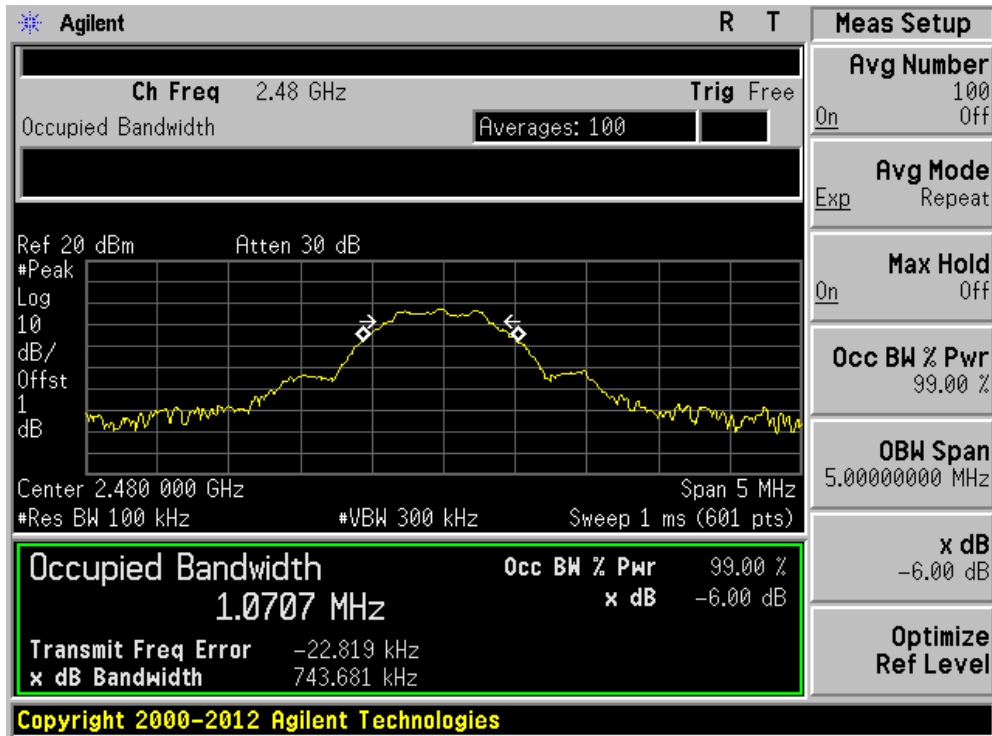 Agilent R T
Ch Freq 2.48 GHz Trig Free
Occupied Bandwidth Averages: 100
Ref 20 dBm Atten 30 dB
#Peak
Log
10
dB/
Offst
1
dB
Center 2.480 000 GHz Span 5 MHz
#Res BW 100 kHz #VBW 300 kHz Sweep 1 ms (601 pts)
Occupied Bandwidth Occ BW % Pwr 99.00 %
1.0707 MHz x dB -6.00 dB
Transmit Freq Error -22.819 kHz
x dB Bandwidth 743.681 kHz
Copyright 2000-2012 Agilent Technologies
Meas Setup
Avg Number
100
On Off
Avg Mode
Exp Repeat
Max Hold
On Off
Occ BW % Pwr
99.00 %
OBW Span
5.00000000 MHz
x dB
-6.00 dB
Optimize
Ref Level